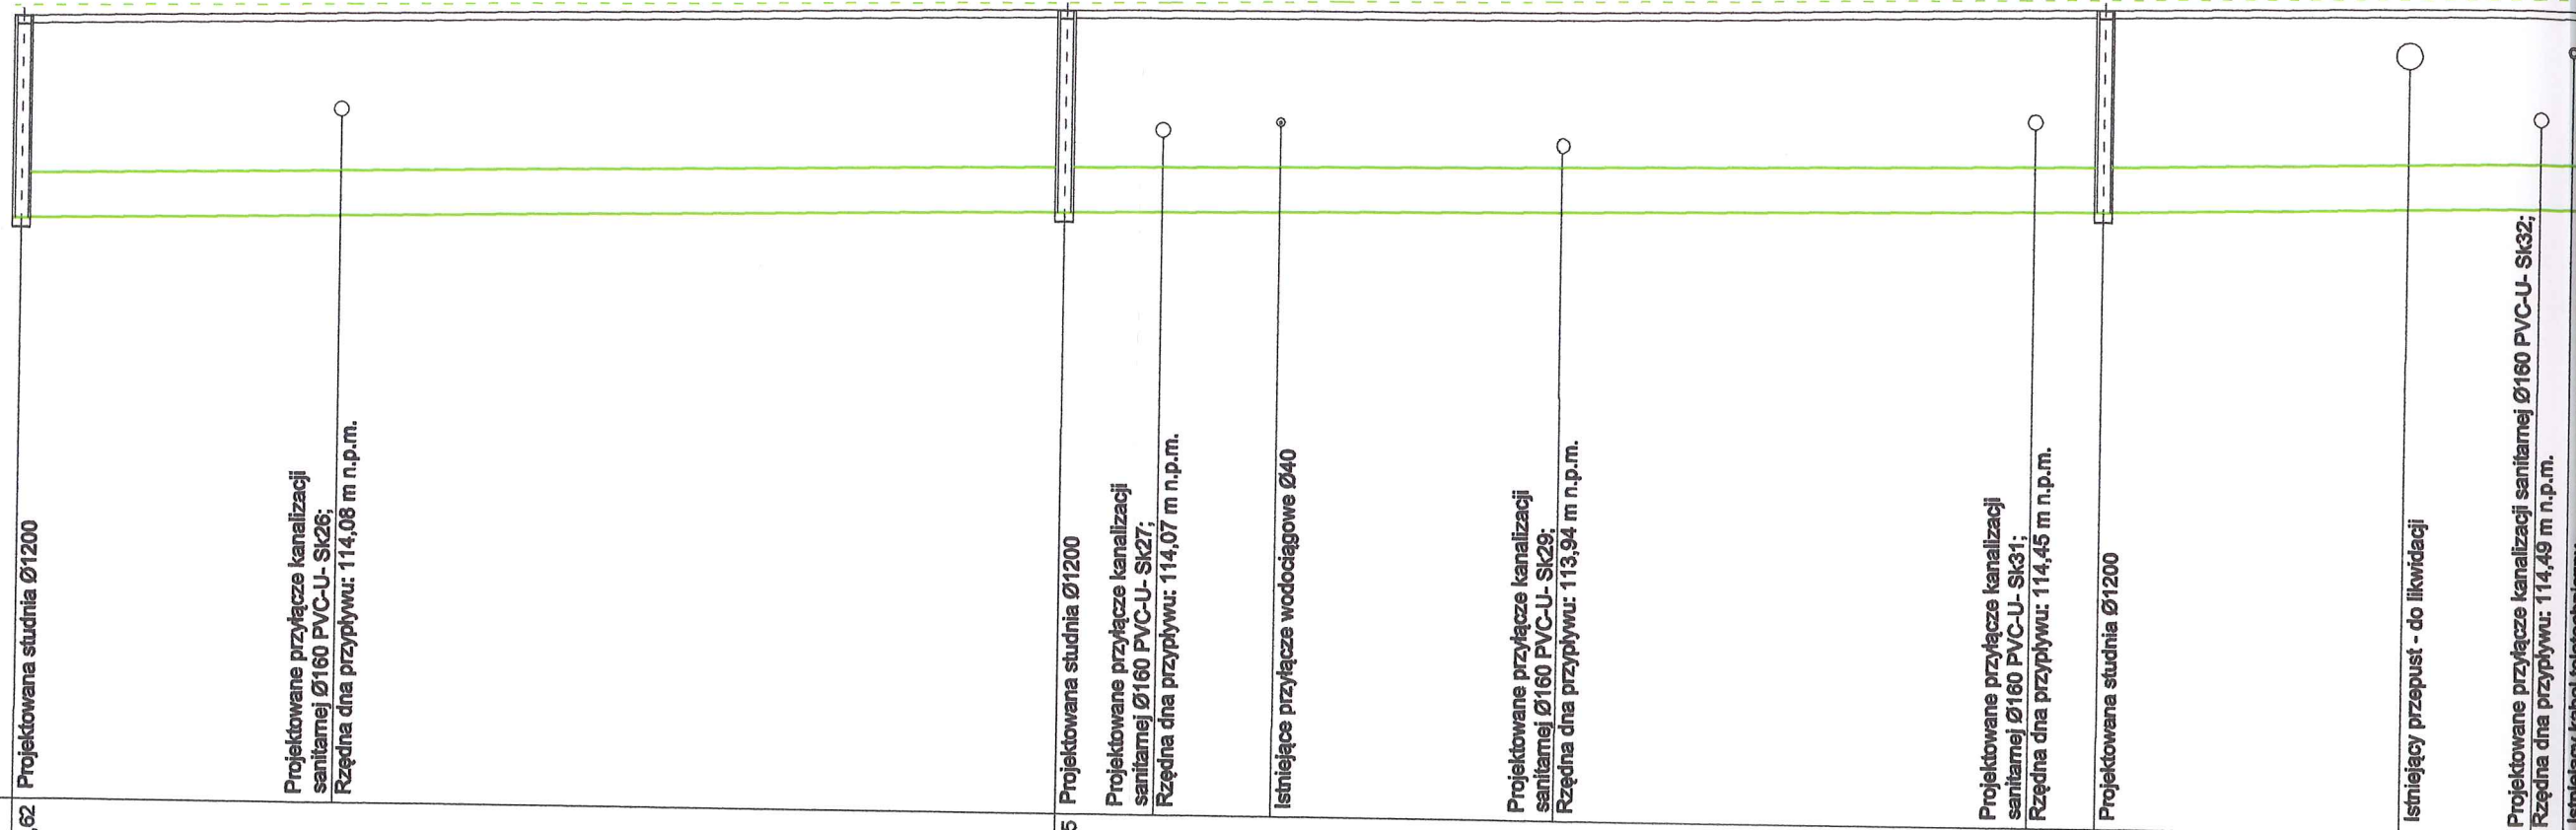 ,62
Projektowana studnia Ø1200
Projektowane przyłącze kanalizacji
sanitarnej Ø160 PVC-U- Sk26;
Rzędna dna przypływu: 114,08 m n.p.m.
5
Projektowana studnia Ø1200
Projektowane przyłącze kanalizacji
sanitarnej Ø160 PVC-U- Sk27;
Rzędna dna przypływu: 114,07 m n.p.m.
Istniejące przyłącze wodociągowe Ø40
Projektowane przyłącze kanalizacji
sanitarnej Ø160 PVC-U- Sk29;
Rzędna dna przypływu: 113,94 m n.p.m.
Projektowane przyłącze kanalizacji
sanitarnej Ø160 PVC-U- Sk31;
Rzędna dna przypływu: 114,45 m n.p.m.
Projektowana studnia Ø1200
Istniejący przepust - do likwidacji
Projektowane przyłącze kanalizacji sanitarnej Ø160 PVC-U- Sk32;
Rzędna dna przypływu: 114,49 m n.p.m.